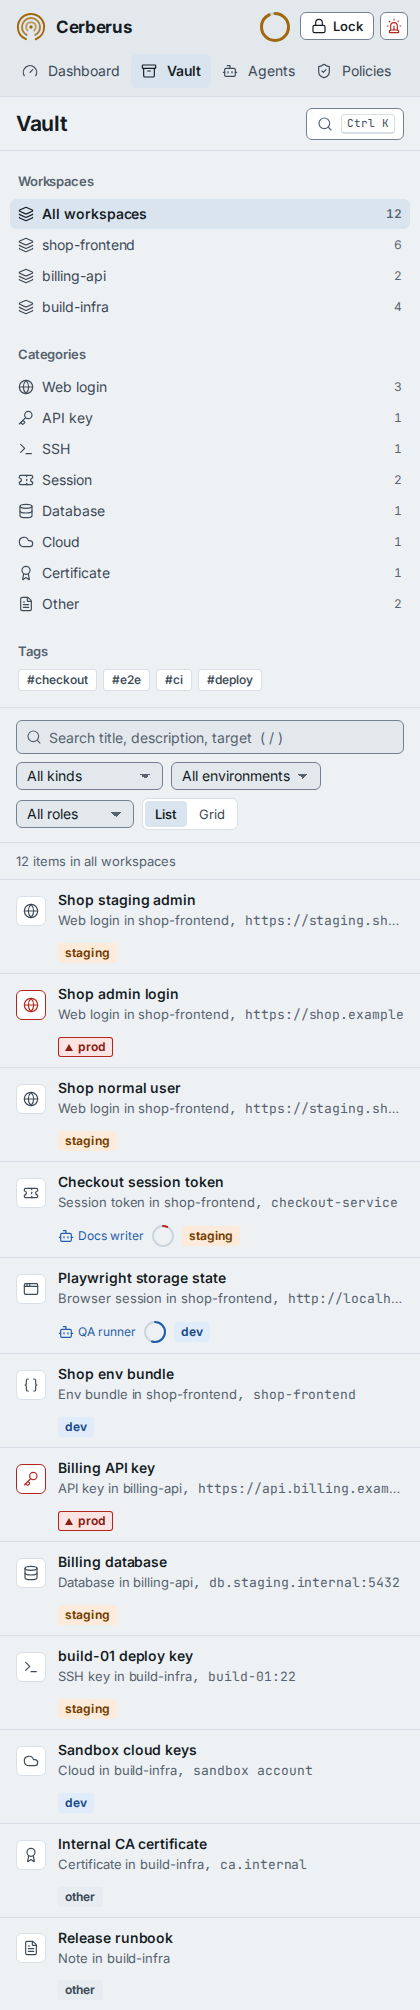 Cerberus
Lock
Dashboard Vault Agents Policies
Vault
Ctrl K
Workspaces
All workspaces 12
shop-frontend 6
billing-api 2
build-infra 4
Categories
Web login 3
API key 1
SSH 1
Session 2
Database 1
Cloud 1
Certificate 1
Other 2
Tags
#checkout #e2e #ci #deploy
Search title, description, target ( / )
All kinds All environments
All roles List Grid
12 items in all workspaces
Shop staging admin
Web login in shop-frontend, https://staging.sh…
staging
Shop admin login
Web login in shop-frontend, https://shop.example
prod
Shop normal user
Web login in shop-frontend, https://staging.sh…
staging
Checkout session token
Session token in shop-frontend, checkout-service
Docs writer staging
Playwright storage state
Browser session in shop-frontend, http://localh…
QA runner dev
Shop env bundle
Env bundle in shop-frontend, shop-frontend
dev
Billing API key
API key in billing-api, https://api.billing.exam…
prod
Billing database
Database in billing-api, db.staging.internal:5432
staging
build-01 deploy key
SSH key in build-infra, build-01:22
staging
Sandbox cloud keys
Cloud in build-infra, sandbox account
dev
Internal CA certificate
Certificate in build-infra, ca.internal
other
Release runbook
Note in build-infra
other